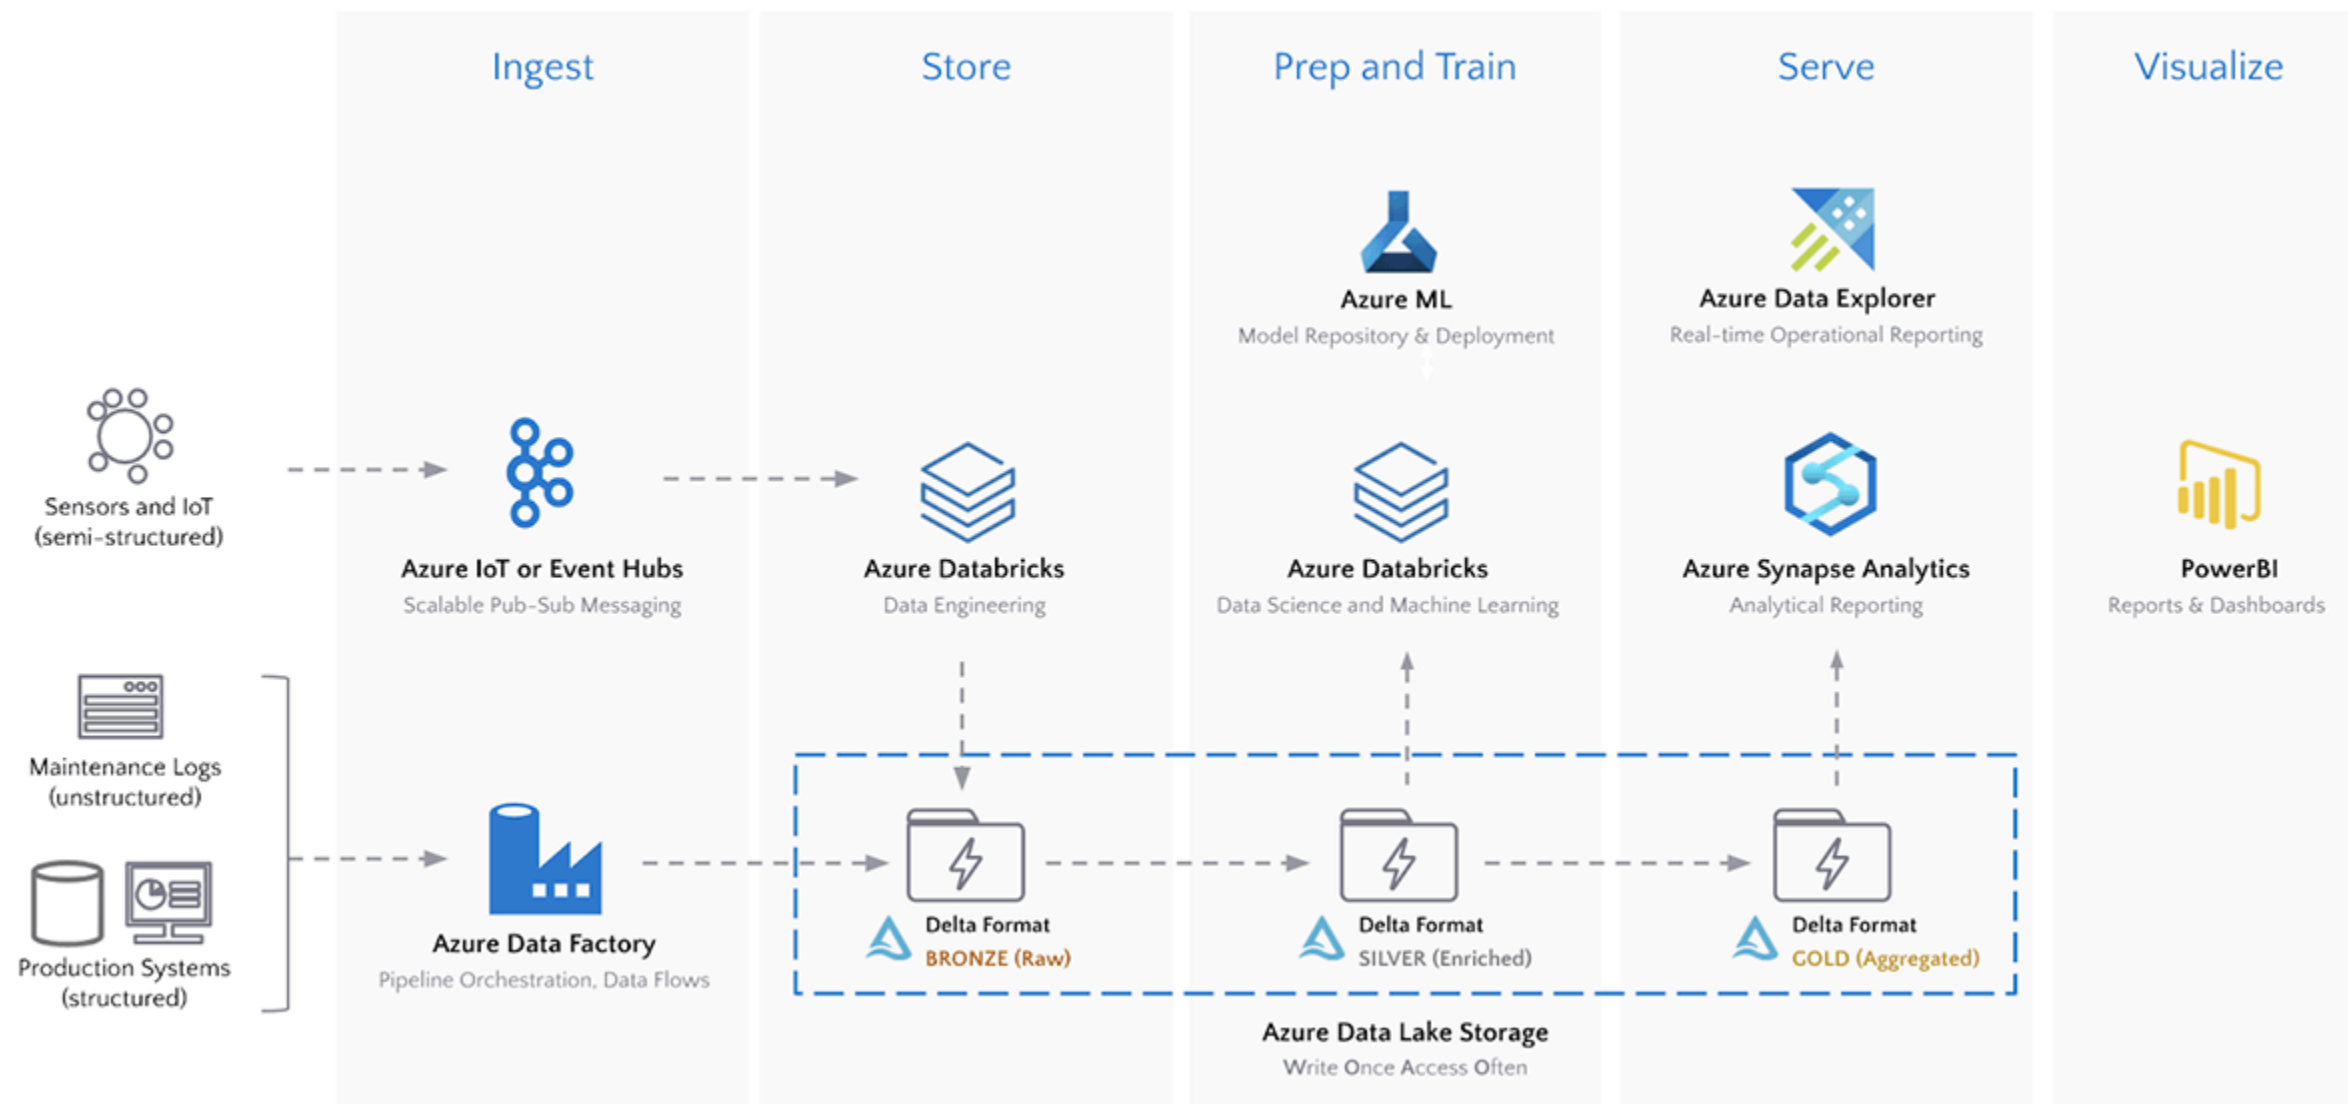 Ingest
Store
Prep and Train
Serve
Visualize
Azure ML
Model Repository & Deployment
Azure Data Explorer
Real-time Operational Reporting
Sensors and IoT
(semi-structured)
Azure IoT or Event Hubs
Scalable Pub-Sub Messaging
Azure Databricks
Data Engineering
Azure Databricks
Data Science and Machine Learning
Azure Synapse Analytics
Analytical Reporting
PowerBI
Reports & Dashboards
Maintenance Logs
(unstructured)
Production Systems
(structured)
Azure Data Factory
Pipeline Orchestration, Data Flows
Delta Format
BRONZE (Raw)
Delta Format
SILVER (Enriched)
Delta Format
GOLD (Aggregated)
Azure Data Lake Storage
Write Once Access Often